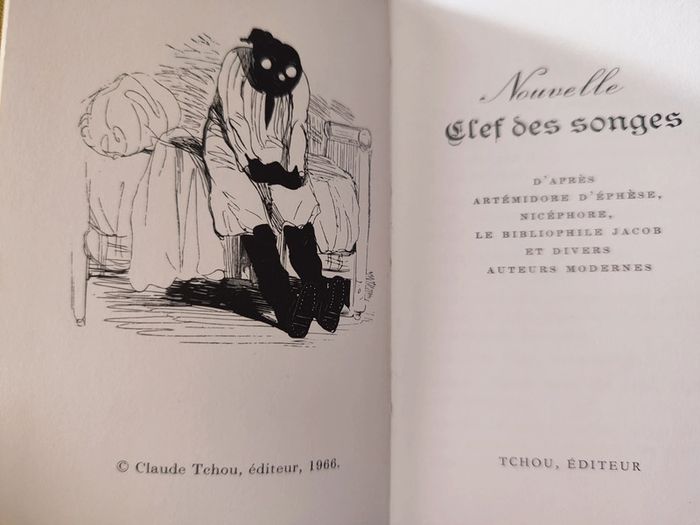 © Claude Tchou, éditeur, 1966.
Nouvelle
Clef des songes
D'APRÈS
ARTÉMIDORE D'ÉPHÈSE,
NICÉPHORE,
LE BIBLIOPHILE JACOB
ET DIVERS
AUTEURS MODERNES
TCHOU, ÉDITEUR